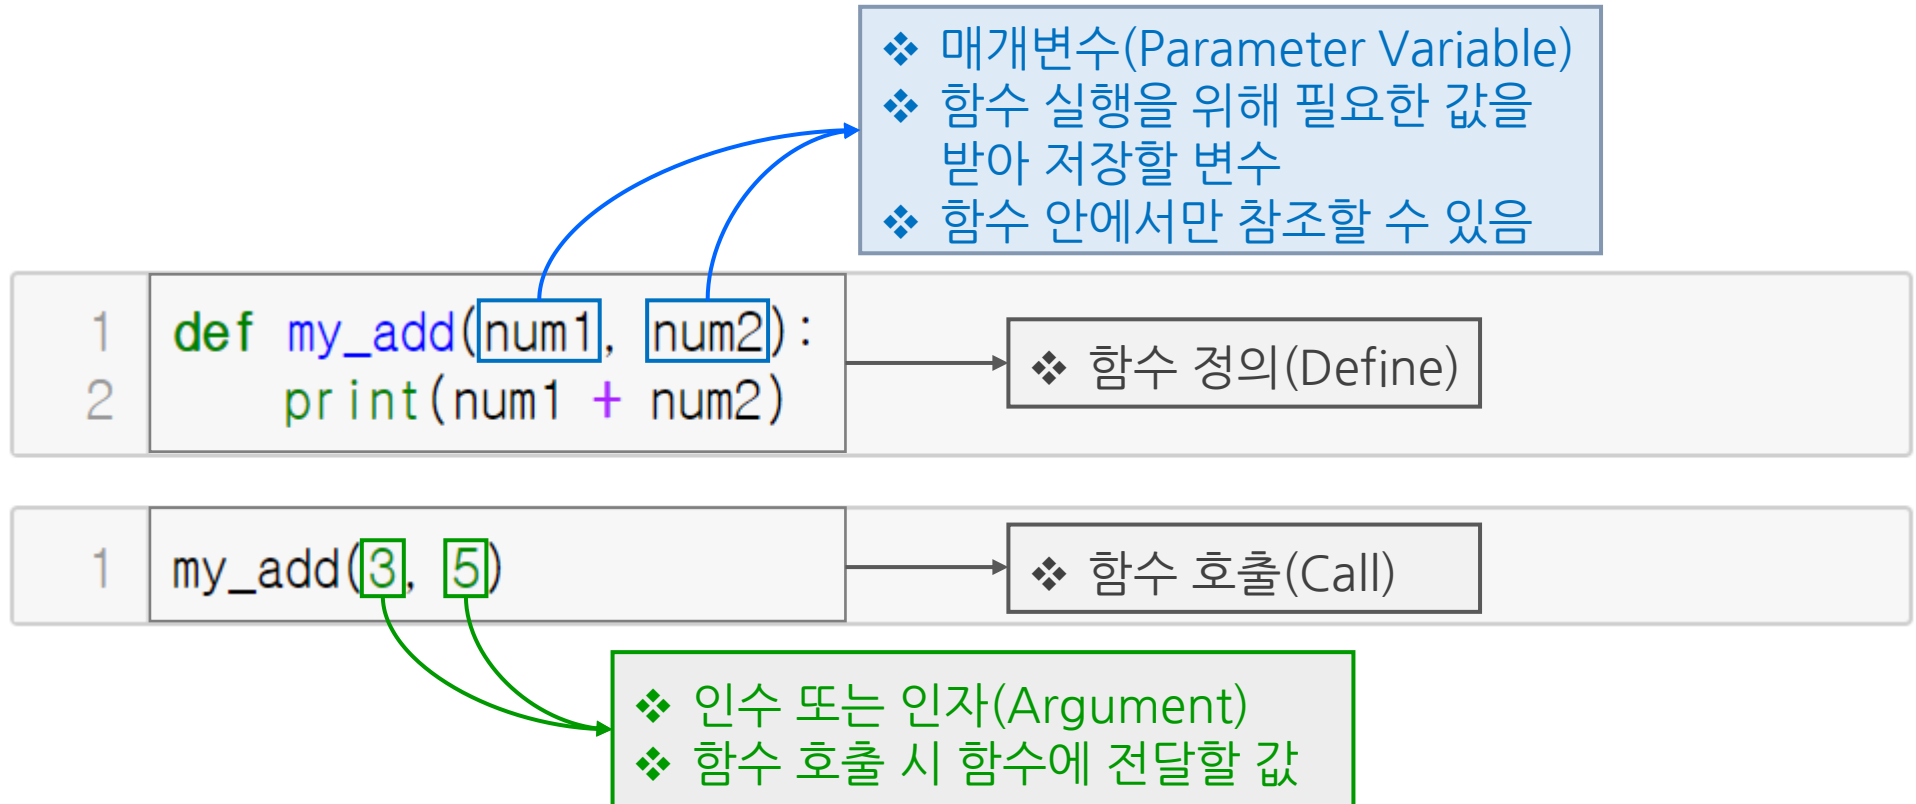 ❖ 매개변수(Parameter Variable)
❖ 함수 실행을 위해 필요한 값을
받아 저장할 변수
❖ 함수 안에서만 참조할 수 있음
1 def my_add(num1, num2):
2 print(num1 + num2)
❖ 함수 정의(Define)
1 my_add(3, 5)
❖ 함수 호출(Call)
❖ 인수 또는 인자(Argument)
❖ 함수 호출 시 함수에 전달할 값